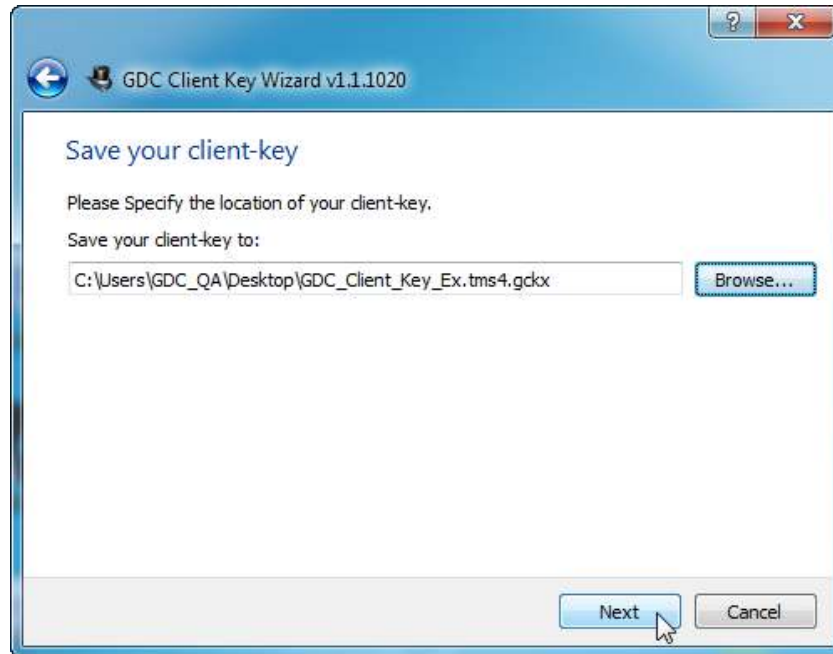 GDC Client Key Wizard v1.1.1020
Save your client-key
Please Specify the location of your client-key.
Save your client-key to:
C:\Users\GDC_QA\Desktop\GDC_Client_Key_Ex.tms4.gckx Browse...
Next Cancel